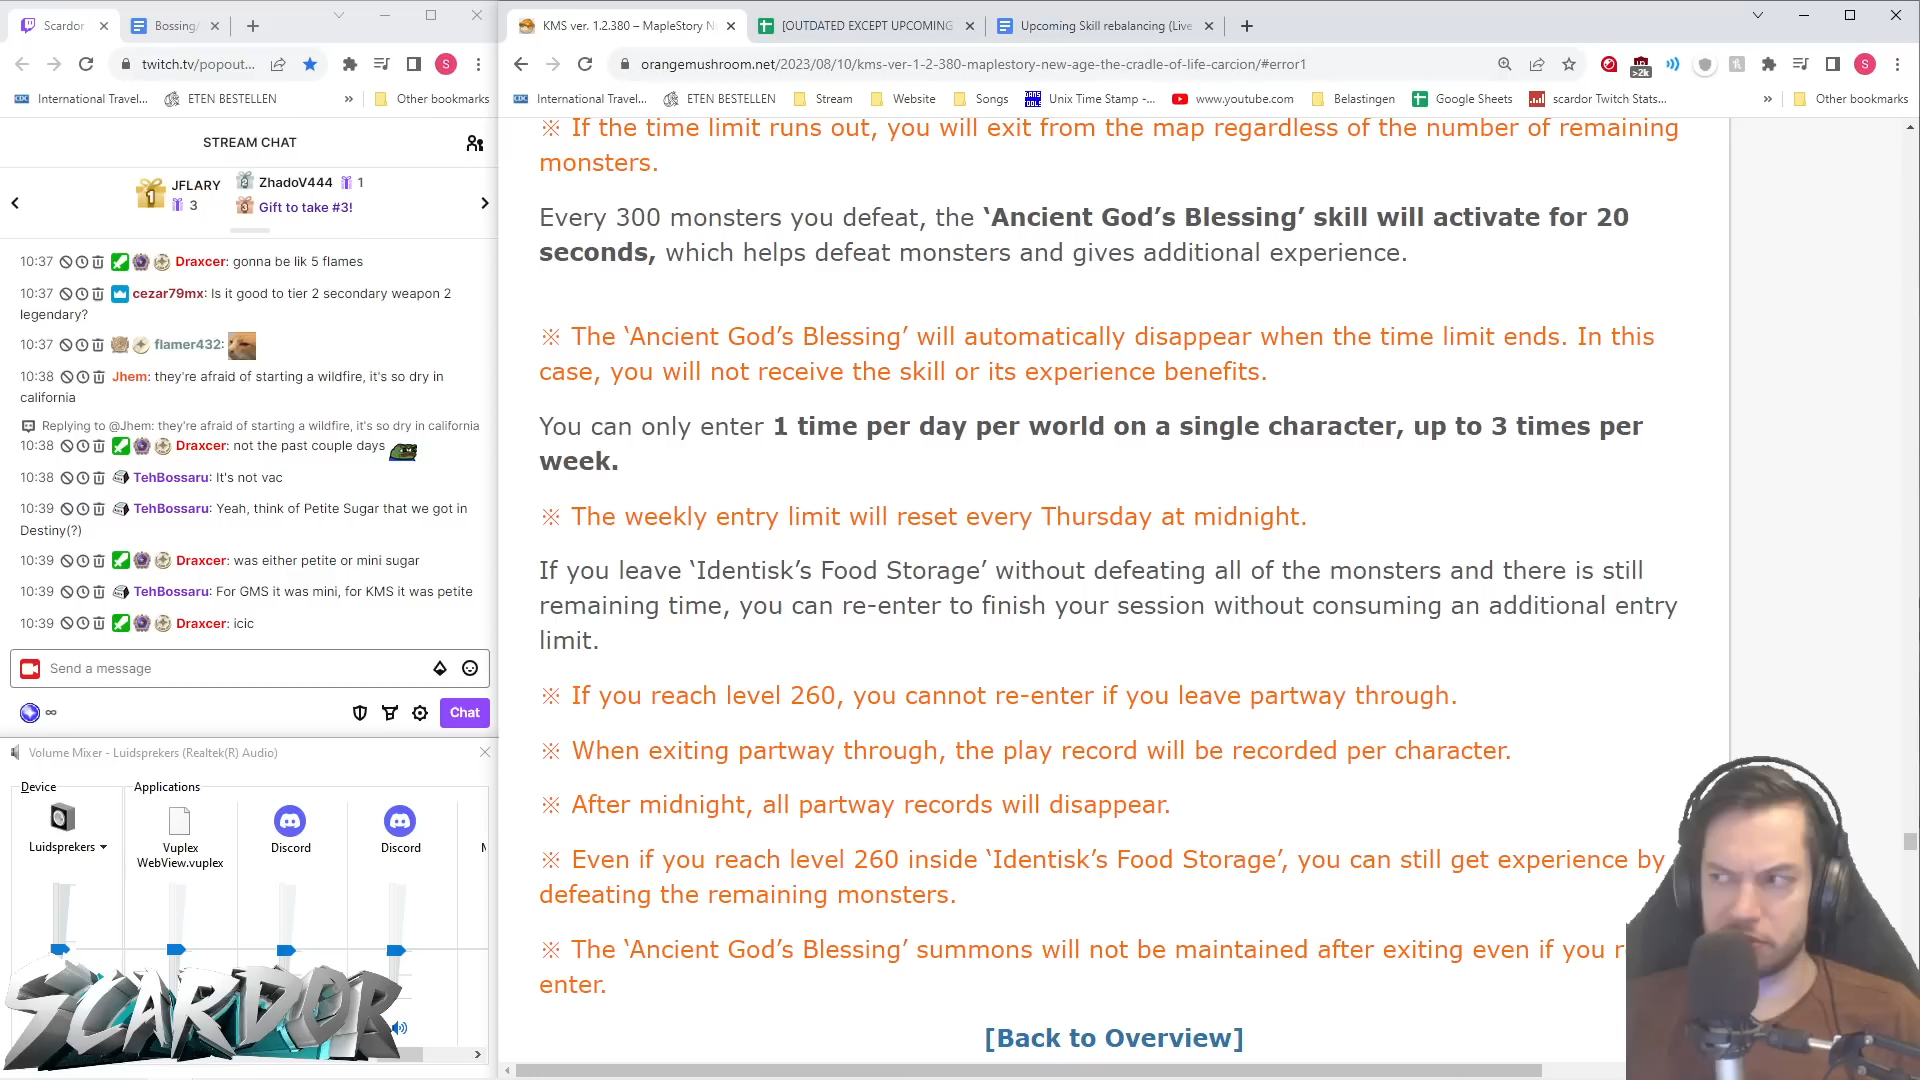 Scardor
Bossing/
KMS ver. 1.2.380 – MapleStory N
[OUTDATED EXCEPT UPCOMING
Upcoming Skill rebalancing (Live
twitch.tv/popout...
S
orangemushroom.net/2023/08/10/kms-ver-1-2-380-maplestory-new-age-the-cradle-of-life-carcion/#error1
>2k
S
International Travel...
ETEN BESTELLEN
»
Other bookmarks
International Travel...
ETEN BESTELLEN
Stream
Website
Songs
Unix Time Stamp -...
www.youtube.com
Belastingen
Google Sheets
scardor Twitch Stats...
»
Other bookmarks
STREAM CHAT
1
JFLARY
3
2
ZhadoV444
1
3
Gift to take #3!
10:37 Draxcer: gonna be lik 5 flames
10:37 cezar79mx: Is it good to tier 2 secondary weapon 2
legendary?
10:37 flamer432:
10:38 Jhem: they're afraid of starting a wildfire, it's so dry in
california
Replying to @Jhem: they're afraid of starting a wildfire, it's so dry in california
10:38 Draxcer: not the past couple days
10:38 TehBossaru: It's not vac
10:39 TehBossaru: Yeah, think of Petite Sugar that we got in
Destiny(?)
10:39 Draxcer: was either petite or mini sugar
10:39 TehBossaru: For GMS it was mini, for KMS it was petite
10:39 Draxcer: icic
Send a message
∞
Chat
Volume Mixer - Luidsprekers (Realtek(R) Audio)
Device
Applications
Luidsprekers
Vuplex
WebView.vuplex
Discord
Discord
SCARDOR
※ If the time limit runs out, you will exit from the map regardless of the number of remaining
monsters.
Every 300 monsters you defeat, the ‘Ancient God’s Blessing’ skill will activate for 20
seconds, which helps defeat monsters and gives additional experience.
※ The ‘Ancient God’s Blessing’ will automatically disappear when the time limit ends. In this
case, you will not receive the skill or its experience benefits.
You can only enter 1 time per day per world on a single character, up to 3 times per
week.
※ The weekly entry limit will reset every Thursday at midnight.
If you leave ‘Identisk’s Food Storage’ without defeating all of the monsters and there is still
remaining time, you can re-enter to finish your session without consuming an additional entry
limit.
※ If you reach level 260, you cannot re-enter if you leave partway through.
※ When exiting partway through, the play record will be recorded per character.
※ After midnight, all partway records will disappear.
※ Even if you reach level 260 inside ‘Identisk’s Food Storage’, you can still get experience by
defeating the remaining monsters.
※ The ‘Ancient God’s Blessing’ summons will not be maintained after exiting even if you
enter.
[Back to Overview]